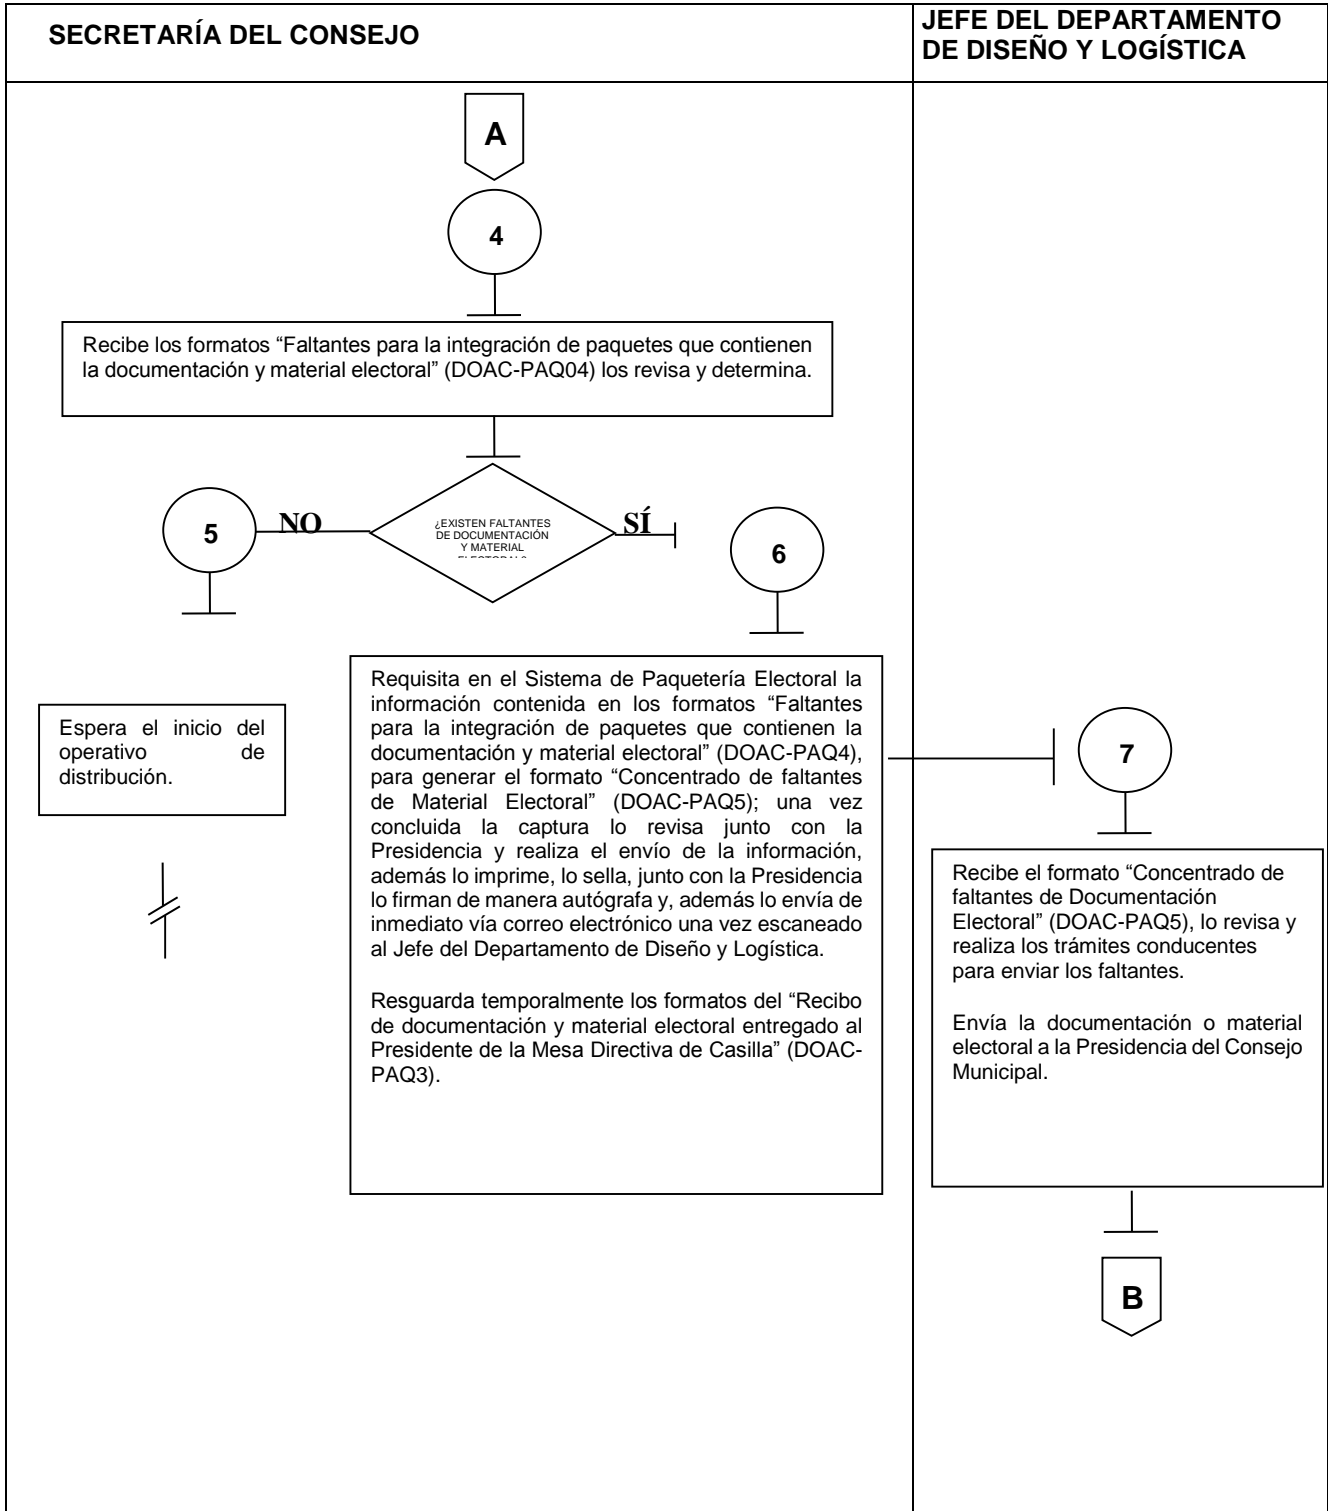 SECRETARÍA DEL CONSEJO
JEFE DEL DEPARTAMENTO
DE DISEÑO Y LOGÍSTICA
A
4
Recibe los formatos “Faltantes para la integración de paquetes que contienen
la documentación y material electoral” (DOAC-PAQ04) los revisa y determina.
¿EXISTEN FALTANTES
DE DOCUMENTACIÓN
Y MATERIAL
NO
SÍ
5
6
Espera el inicio del
operativo de
distribución.
Requisita en el Sistema de Paquetería Electoral la
información contenida en los formatos “Faltantes
para la integración de paquetes que contienen la
documentación y material electoral” (DOAC-PAQ4),
para generar el formato “Concentrado de faltantes
de Material Electoral” (DOAC-PAQ5); una vez
concluida la captura lo revisa junto con la
Presidencia y realiza el envío de la información,
además lo imprime, lo sella, junto con la Presidencia
lo firman de manera autógrafa y, además lo envía de
inmediato vía correo electrónico una vez escaneado
al Jefe del Departamento de Diseño y Logística.
Resguarda temporalmente los formatos del “Recibo
de documentación y material electoral entregado al
Presidente de la Mesa Directiva de Casilla” (DOAC-
PAQ3).
7
Recibe el formato “Concentrado de
faltantes de Documentación
Electoral” (DOAC-PAQ5), lo revisa y
realiza los trámites conducentes
para enviar los faltantes.
Envía la documentación o material
electoral a la Presidencia del Consejo
Municipal.
B